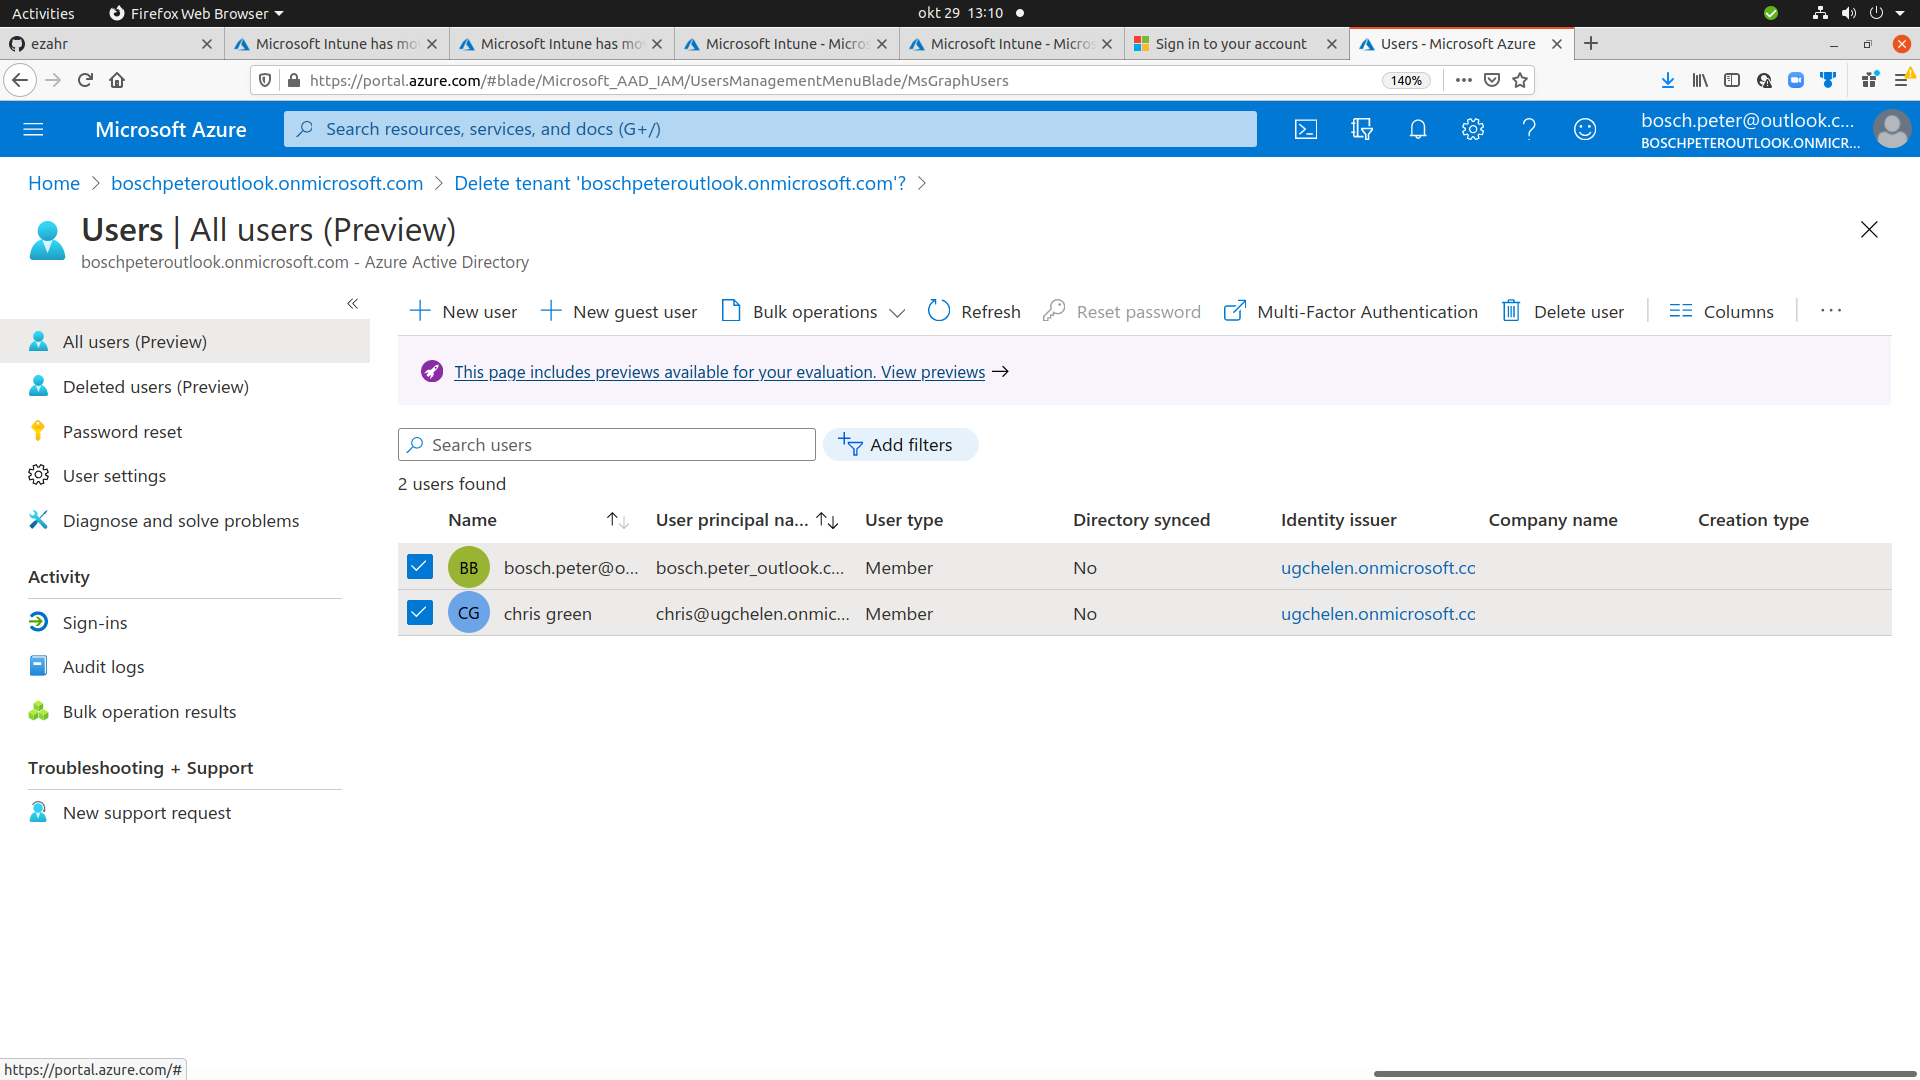 Activities
Firefox Web Browser
okt 29 13:10
ezahr
Microsoft Intune has mo
Microsoft Intune has mo
Microsoft Intune - Micros
Microsoft Intune - Micros
Sign in to your account
Users - Microsoft Azure
https://portal.azure.com/#blade/Microsoft_AAD_IAM/UsersManagementMenuBlade/MsGraphUsers
140%
Microsoft Azure
Search resources, services, and docs (G+/)
bosch.peter@outlook.c...
BOSCHPETEROUTLOOK.ONMICR...
Home > boschpeteroutlook.onmicrosoft.com > Delete tenant 'boschpeteroutlook.onmicrosoft.com'? >
Users | All users (Preview)
boschpeteroutlook.onmicrosoft.com - Azure Active Directory
All users (Preview)
Deleted users (Preview)
Password reset
User settings
Diagnose and solve problems
Activity
Sign-ins
Audit logs
Bulk operation results
Troubleshooting + Support
New support request
New user
New guest user
Bulk operations
Refresh
Reset password
Multi-Factor Authentication
Delete user
Columns
This page includes previews available for your evaluation. View previews
Search users
Add filters
2 users found
Name User principal na... User type Directory synced Identity issuer Company name Creation type
BB bosch.peter@o... bosch.peter_outlook.c... Member No ugchelen.onmicrosoft.cc
CG chris green chris@ugchelen.onmic... Member No ugchelen.onmicrosoft.cc
https://portal.azure.com/#